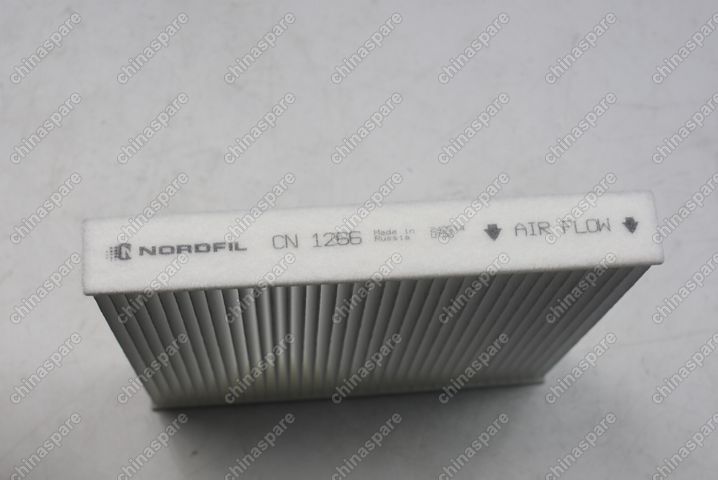 NORDFIL CN 1266 Made in Russia AIR FLOW
chinaspare